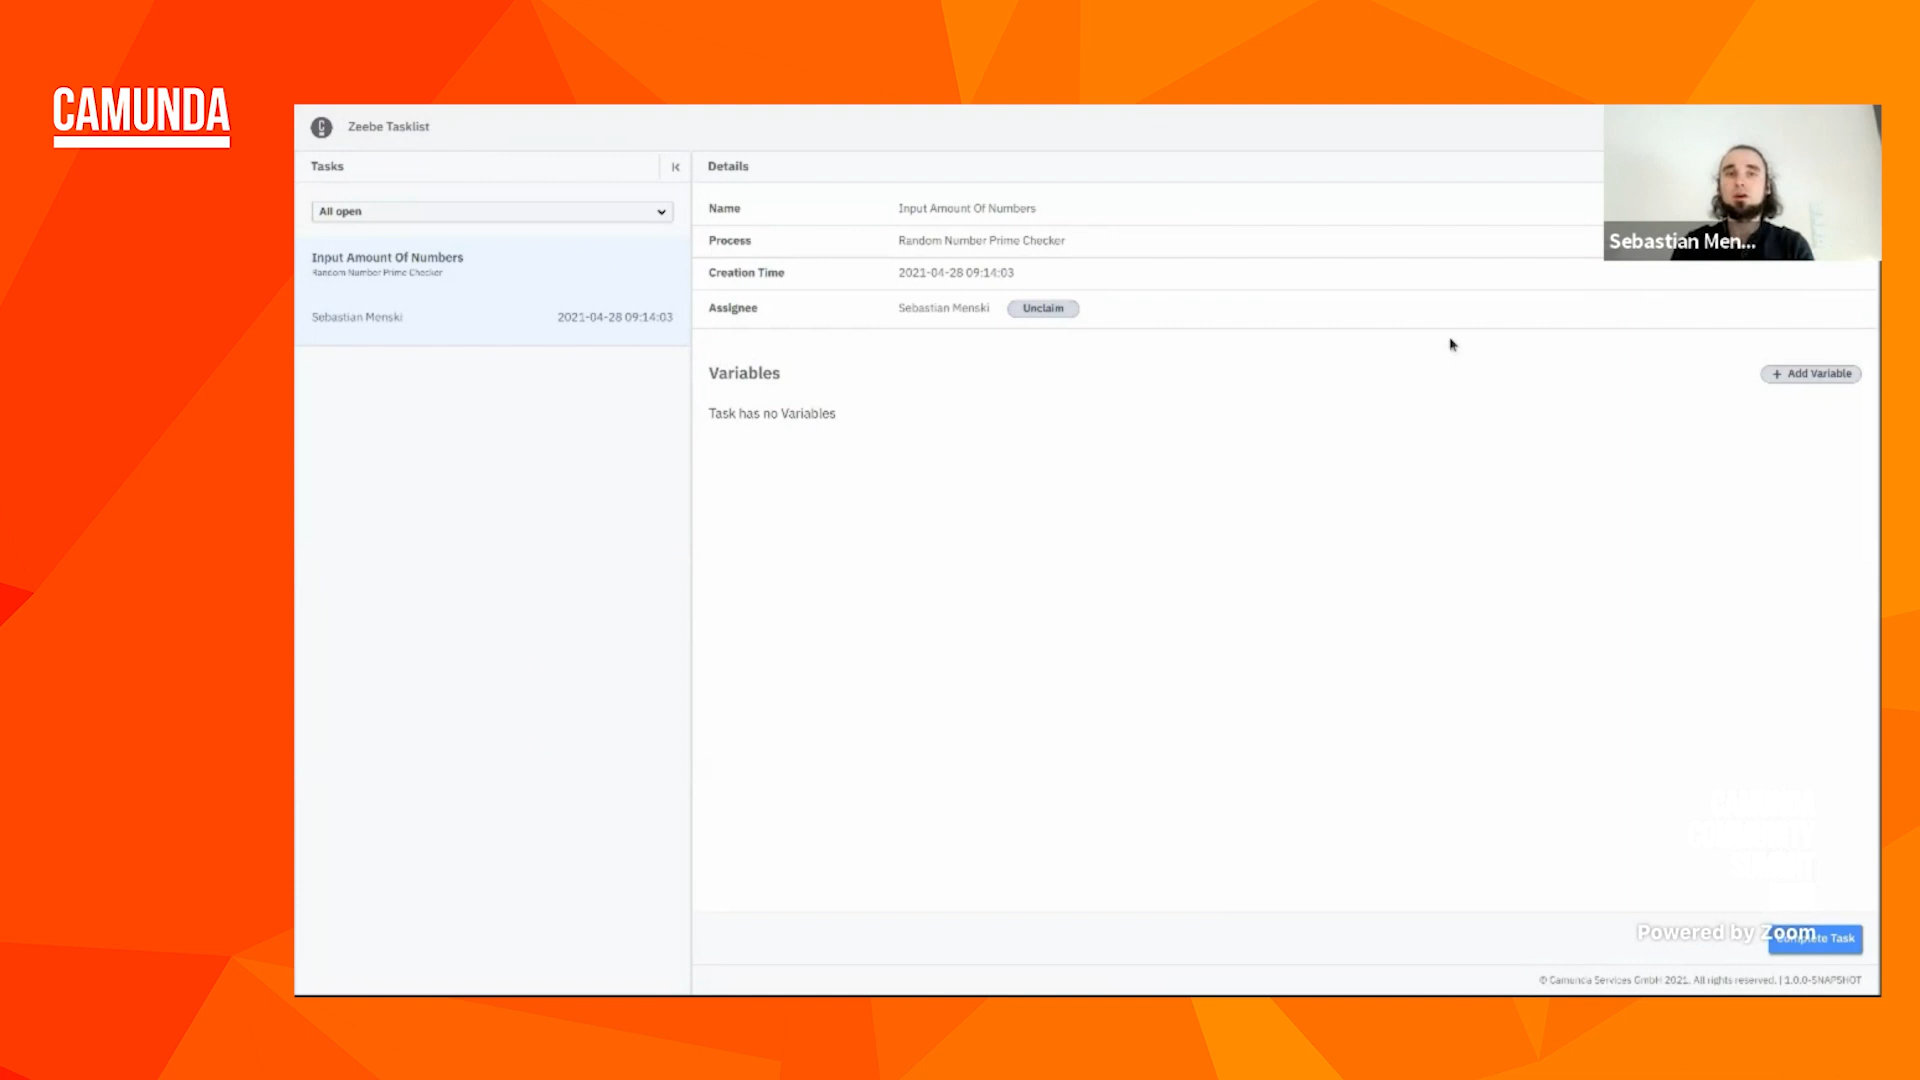 CAMUNDA
Zeebe Tasklist
Tasks
Details
All open
Name
Input Amount Of Numbers
Process
Random Number Prime Checker
Creation Time
2021-04-28 09:14:03
Assignee
Sebastian Menski
Unclaim
Input Amount Of Numbers
Random Number Prime Checker
Sebastian Menski
2021-04-28 09:14:03
Sebastian Men...
Variables
+ Add Variable
Task has no Variables
Powered by Zoom
Complete Task
© Camunda Services GmbH 2021. All rights reserved. | 1.0.0-SNAPSHOT